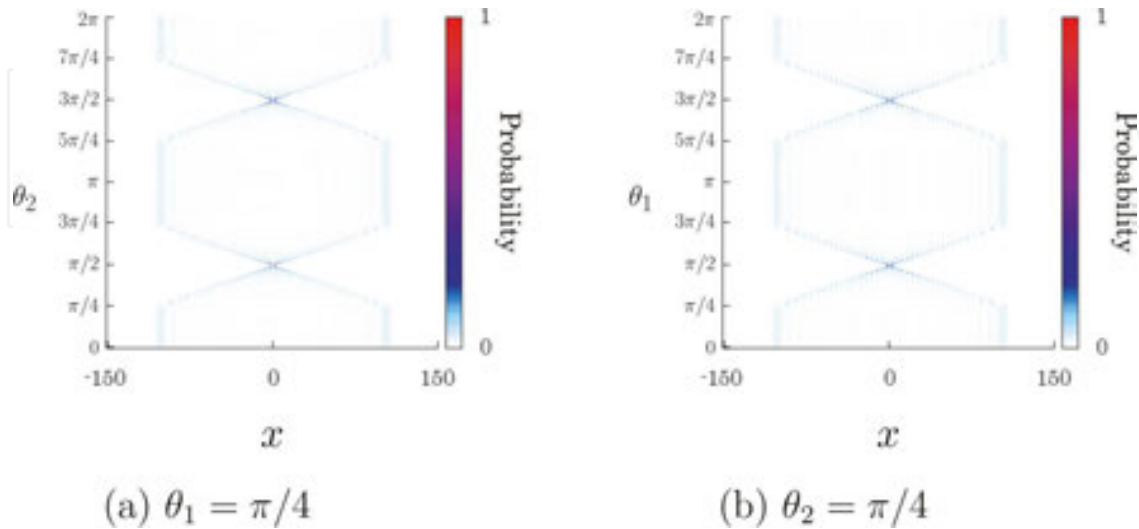 2π
7π/4
3π/2
5π/4
π
3π/4
π/2
π/4
0
θ₂
-150
0
150
x
1
0
Probability
(a) θ₁ = π/4
2π
7π/4
3π/2
5π/4
π
3π/4
π/2
π/4
0
θ₁
-150
0
150
x
1
0
Probability
(b) θ₂ = π/4